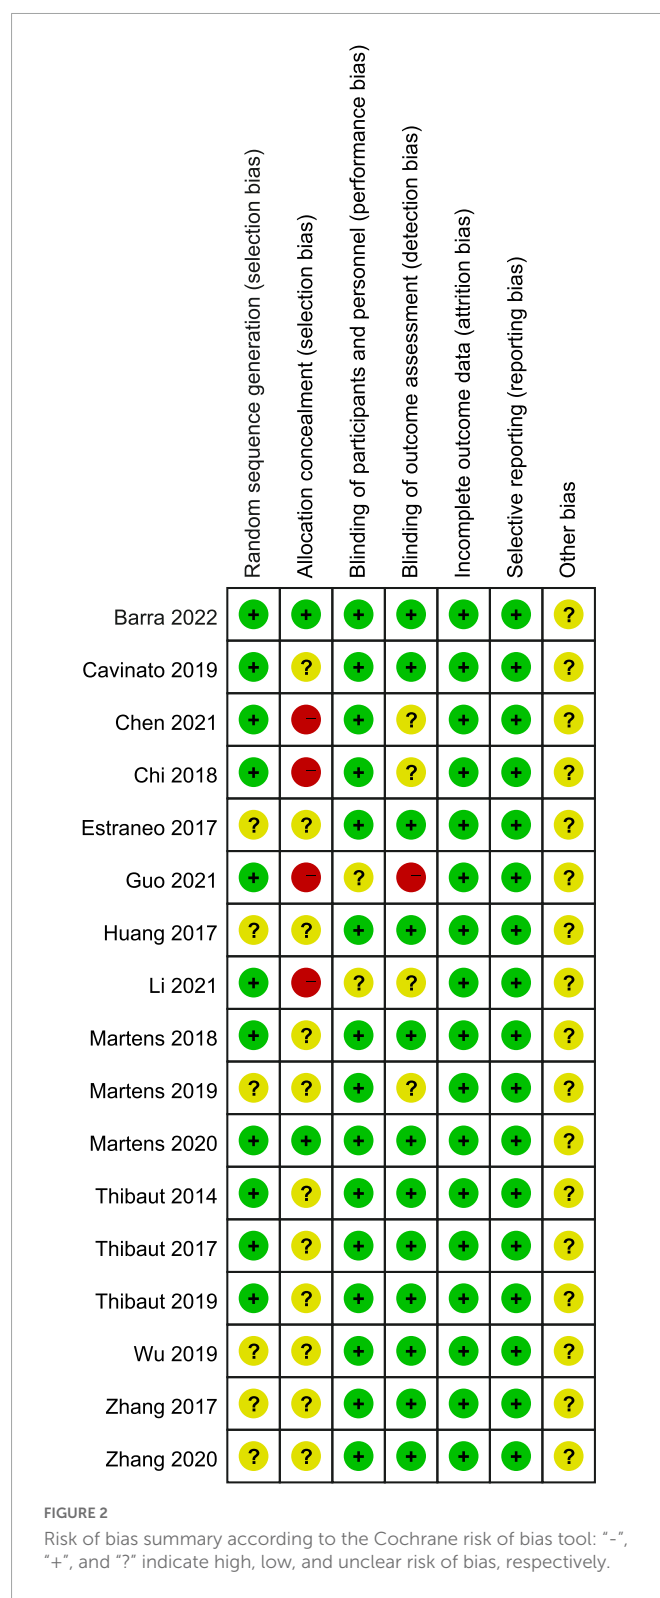 Random sequence generation (selection bias)
Allocation concealment (selection bias)
Blinding of participants and personnel (performance bias)
Blinding of outcome assessment (detection bias)
Incomplete outcome data (attrition bias)
Selective reporting (reporting bias)
Other bias
Barra 2022 + + + + + + ?
Cavinato 2019 + ? + + + + ?
Chen 2021 + - + ? + + ?
Chi 2018 + - + ? + + ?
Estraneo 2017 ? ? + + + + ?
Guo 2021 + - ? - + + ?
Huang 2017 ? ? + + + + ?
Li 2021 + - ? ? + + ?
Martens 2018 + ? + + + + ?
Martens 2019 ? ? + ? + + ?
Martens 2020 + + + + + + ?
Thibaut 2014 + ? + + + + ?
Thibaut 2017 + ? + + + + ?
Thibaut 2019 + ? + + + + ?
Wu 2019 ? ? + + + + ?
Zhang 2017 ? ? + + + + ?
Zhang 2020 ? ? + + + + ?
FIGURE 2
Risk of bias summary according to the Cochrane risk of bias tool: “-”,
“+”, and “?” indicate high, low, and unclear risk of bias, respectively.